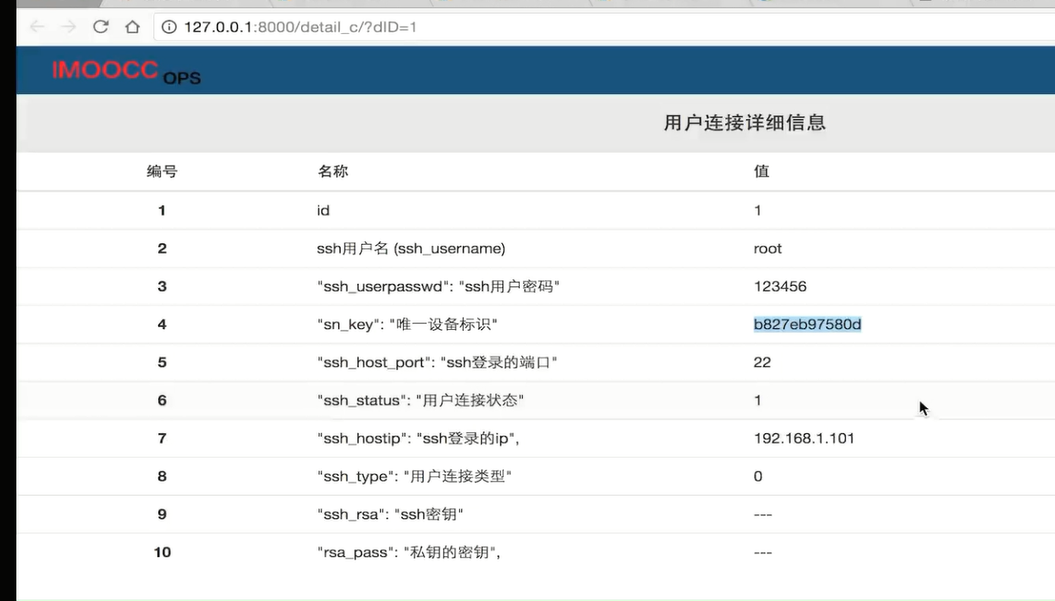 127.0.0.1:8000/detail_c/?dID=1
IMOOCC OPS
用户连接详细信息
编号 名称 值
1 id 1
2 ssh用户名 (ssh_username) root
3 "ssh_userpasswd": "ssh用户密码" 123456
4 "sn_key": "唯一设备标识" b827eb97580d
5 "ssh_host_port": "ssh登录的端口" 22
6 "ssh_status": "用户连接状态" 1
7 "ssh_hostip": "ssh登录的ip", 192.168.1.101
8 "ssh_type": "用户连接类型" 0
9 "ssh_rsa": "ssh密钥" ---
10 "rsa_pass": "私钥的密钥", ---